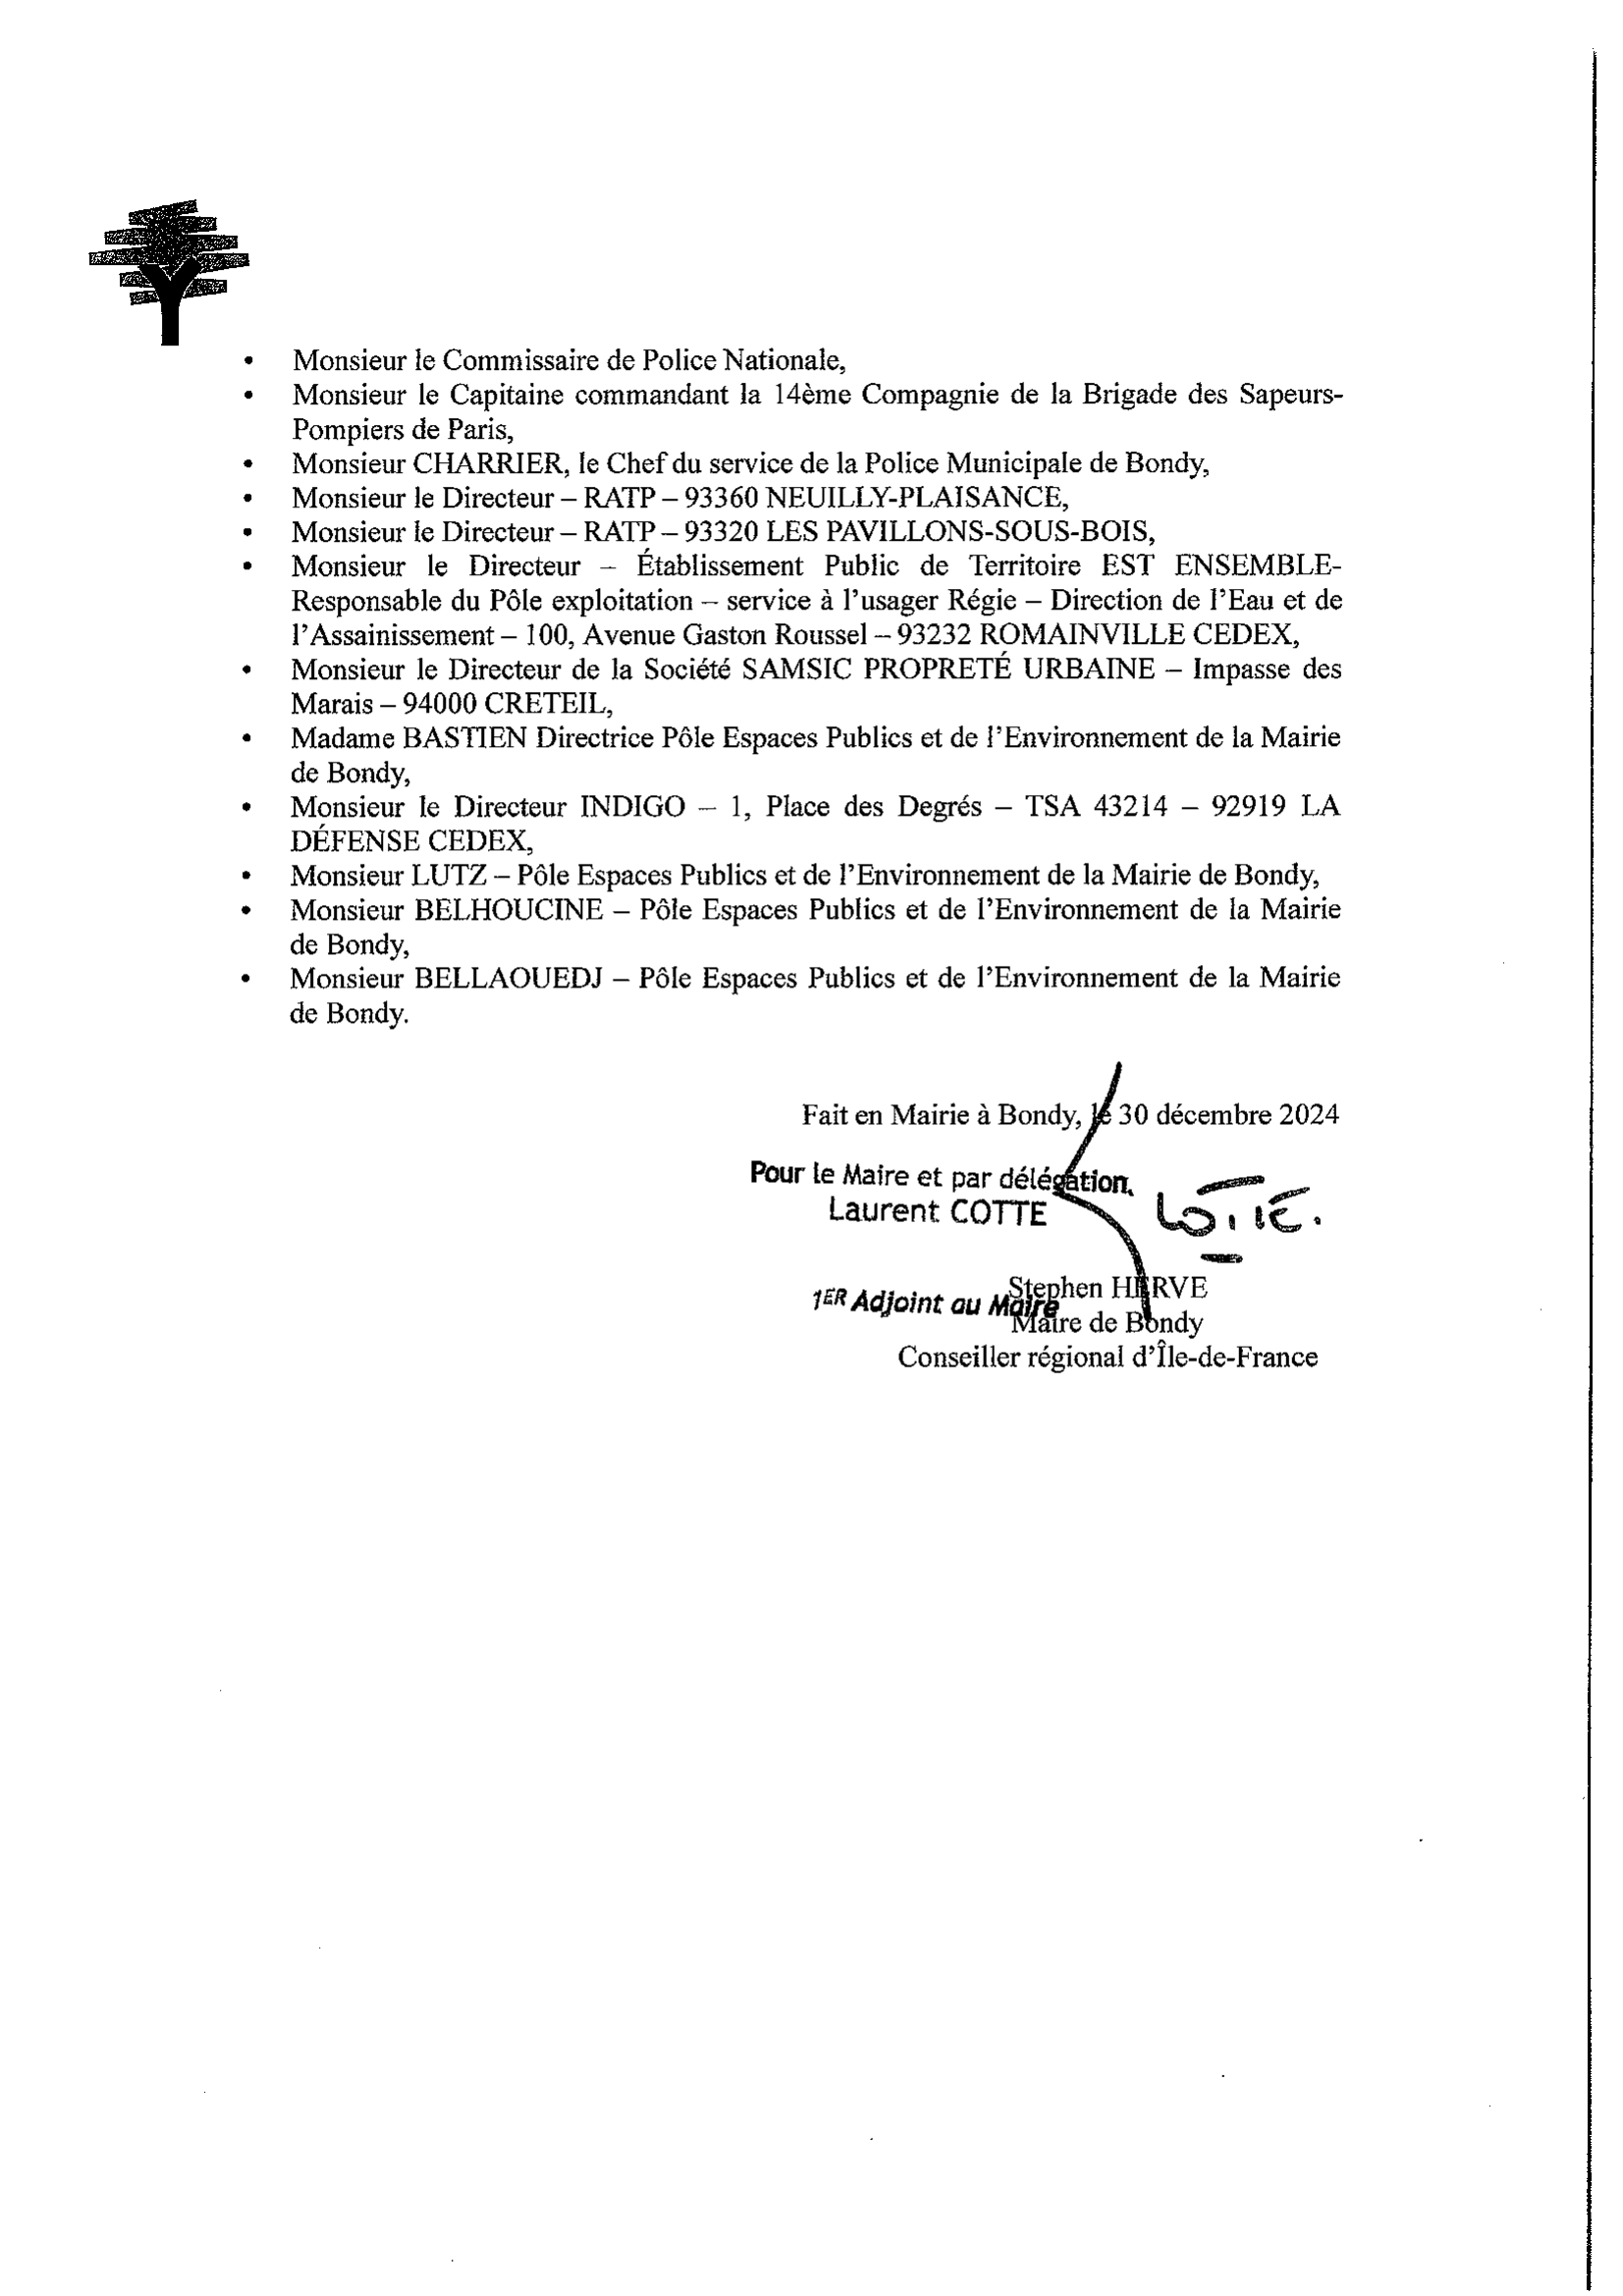 • Monsieur le Commissaire de Police Nationale,
• Monsieur le Capitaine commandant la 14ème Compagnie de la Brigade des Sapeurs-
Pompiers de Paris,
• Monsieur CHARRIER, le Chef du service de la Police Municipale de Bondy,
• Monsieur le Directeur – RATP – 93360 NEUILLY-PLAISANCE,
• Monsieur le Directeur – RATP – 93320 LES PAVILLONS-SOUS-BOIS,
• Monsieur le Directeur – Établissement Public de Territoire EST ENSEMBLE-
Responsable du Pôle exploitation – service à l'usager Régie – Direction de l'Eau et de
l'Assainissement – 100, Avenue Gaston Roussel – 93232 ROMAINVILLE CEDEX,
• Monsieur le Directeur de la Société SAMSIC PROPRETÉ URBAINE – Impasse des
Marais – 94000 CRETEIL,
• Madame BASTIEN Directrice Pôle Espaces Publics et de l'Environnement de la Mairie
de Bondy,
• Monsieur le Directeur INDIGO – 1, Place des Degrés – TSA 43214 – 92919 LA
DÉFENSE CEDEX,
• Monsieur LUTZ – Pôle Espaces Publics et de l'Environnement de la Mairie de Bondy,
• Monsieur BELHOUCINE – Pôle Espaces Publics et de l'Environnement de la Mairie
de Bondy,
• Monsieur BELLAOUEDJ – Pôle Espaces Publics et de l'Environnement de la Mairie
de Bondy.
Fait en Mairie à Bondy, le 30 décembre 2024
Pour le Maire et par délégation,
Laurent COTTE
Stephen HERVE
1ER Adjoint au Maire
Maire de Bondy
Conseiller régional d'Île-de-France